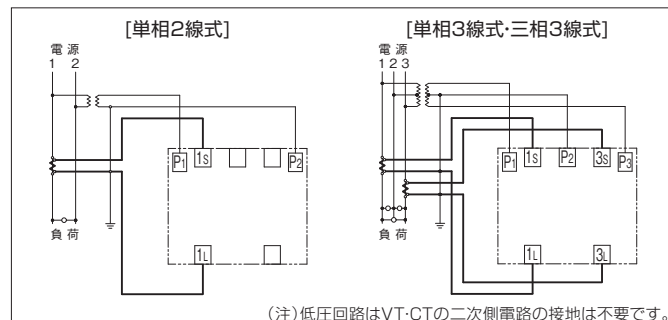 [単相2線式]
電源
1 2
P1 1S P2
1L
負荷
[単相3線式・三相3線式]
電源
1 2 3
P1 1S P2 3S P3
1L 3L
負荷
(注)低圧回路はVT・CTの二次側電路の接地は不要です。